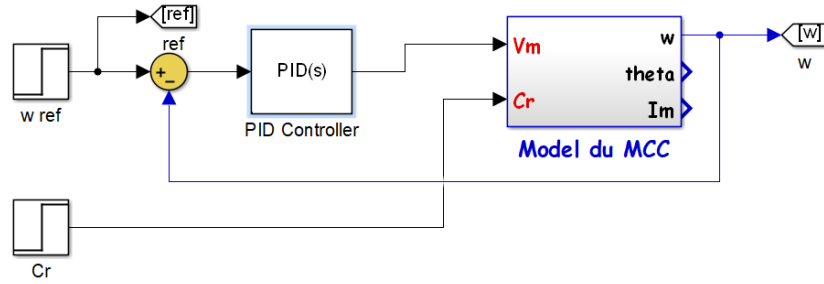 [ref]
ref
w ref
+
−
PID(s)
PID Controller
Vm
Cr
w
theta
Im
Model du MCC
[w]
w
Cr